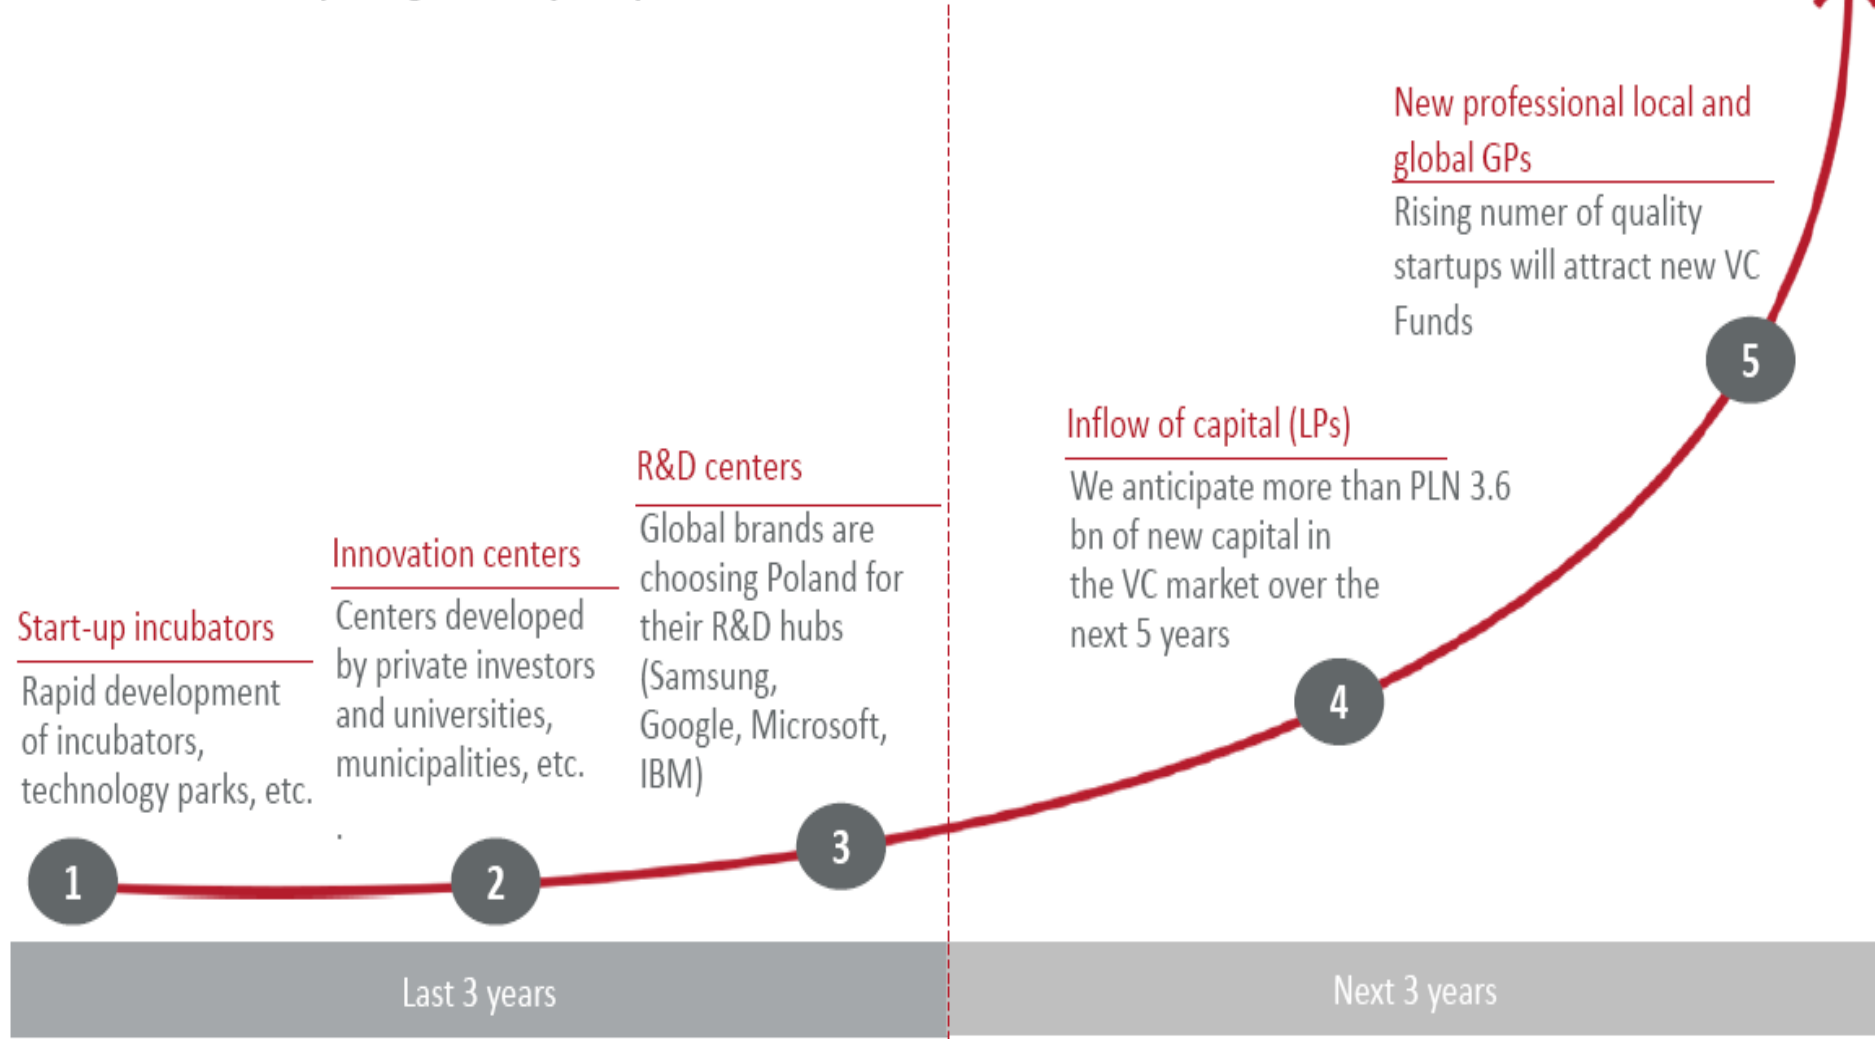 Start-up incubators
Rapid development
of incubators,
technology parks, etc.
1
Innovation centers
Centers developed
by private investors
and universities,
municipalities, etc.
.
2
R&D centers
Global brands are
choosing Poland for
their R&D hubs
(Samsung,
Google, Microsoft,
IBM)
3
Last 3 years
Inflow of capital (LPs)
We anticipate more than PLN 3.6
bn of new capital in
the VC market over the
next 5 years
4
New professional local and
global GPs
Rising numer of quality
startups will attract new VC
Funds
5
Next 3 years